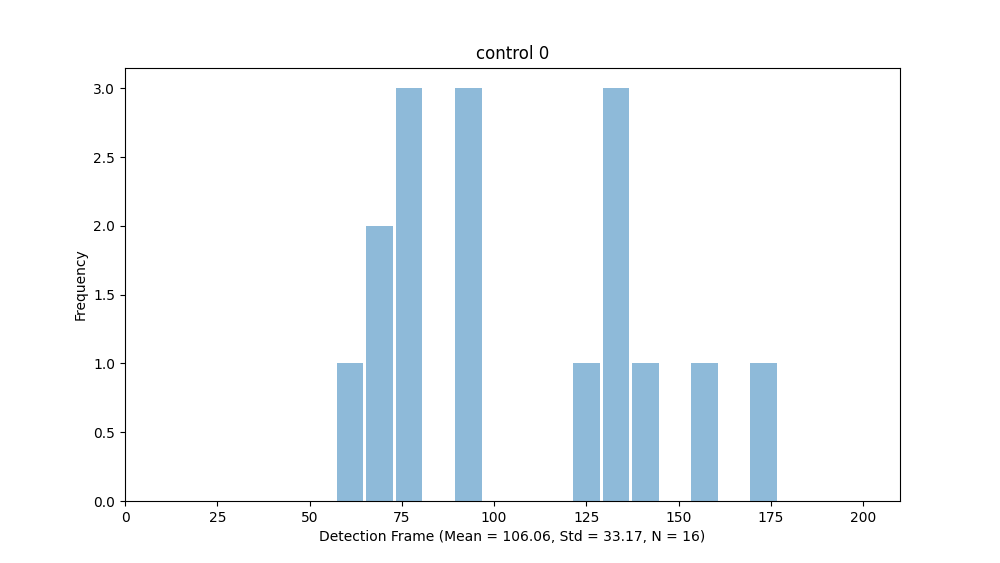 control 0
3.0
2.5
2.0
1.5
1.0
0.5
0.0
Frequency
0 25 50 75 100 125 150 175 200
Detection Frame (Mean = 106.06, Std = 33.17, N = 16)